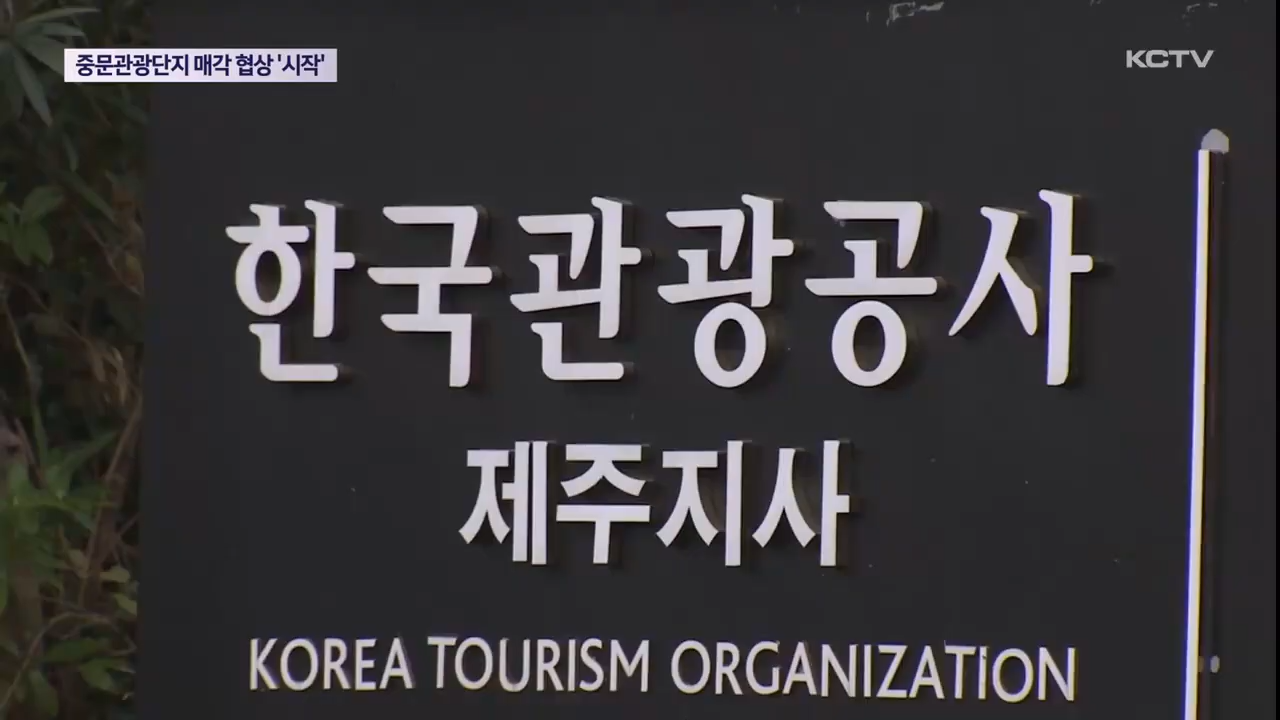 중문관광단지 매각 협상 '시작'
KCTV
한국관광공사
제주지사
KOREA TOURISM ORGANIZATION